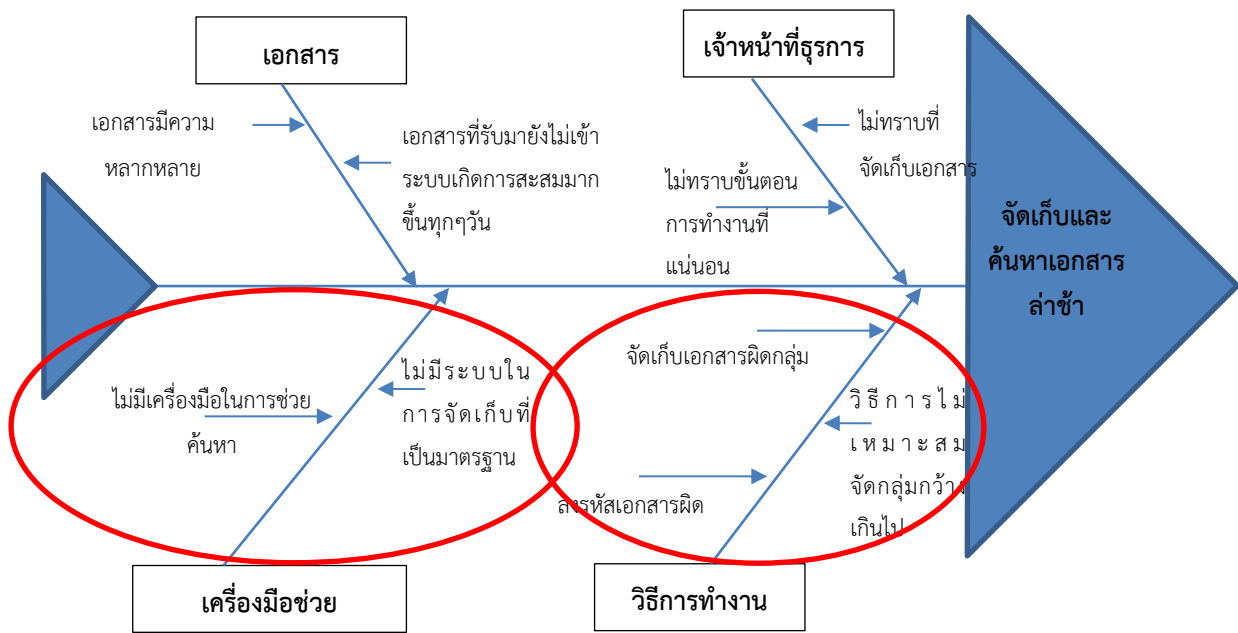 เอกสาร
เจ้าหน้าที่ธุรการ
เอกสารมีความ
หลากหลาย
เอกสารที่รับมายังไม่เข้า
ระบบเกิดการสะสมมาก
ขึ้นทุกๆวัน
ไม่ทราบที่
จัดเก็บเอกสาร
ไม่ทราบขั้นตอน
การทำงานที่
แน่นอน
จัดเก็บและ
ค้นหาเอกสาร
ล่าช้า
ไม่มีเครื่องมือในการช่วย
ค้นหา
ไม่มีระบบใน
การจัดเก็บที่
เป็นมาตรฐาน
จัดเก็บเอกสารผิดกลุ่ม
วิธีการไม่
เหมาะสม
จัดกลุ่มกว้าง
เกินไป
ลงรหัสเอกสารผิด
เครื่องมือช่วย
วิธีการทำงาน